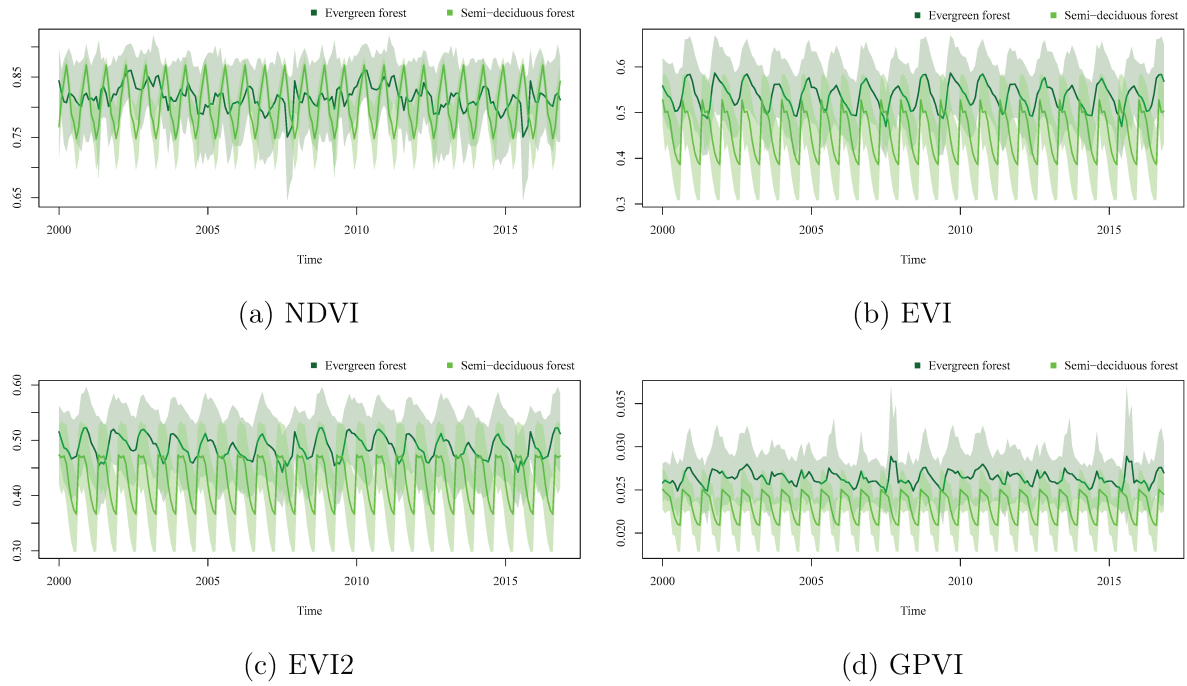 Evergreen forest Semi−deciduous forest
0.85
0.75
0.65
2000 2005 2010 2015
Time
(a) NDVI
Evergreen forest Semi−deciduous forest
0.6
0.5
0.4
0.3
2000 2005 2010 2015
Time
(b) EVI
Evergreen forest Semi−deciduous forest
0.60
0.50
0.40
0.30
2000 2005 2010 2015
Time
(c) EVI2
Evergreen forest Semi−deciduous forest
0.035
0.030
0.025
0.020
2000 2005 2010 2015
Time
(d) GPVI